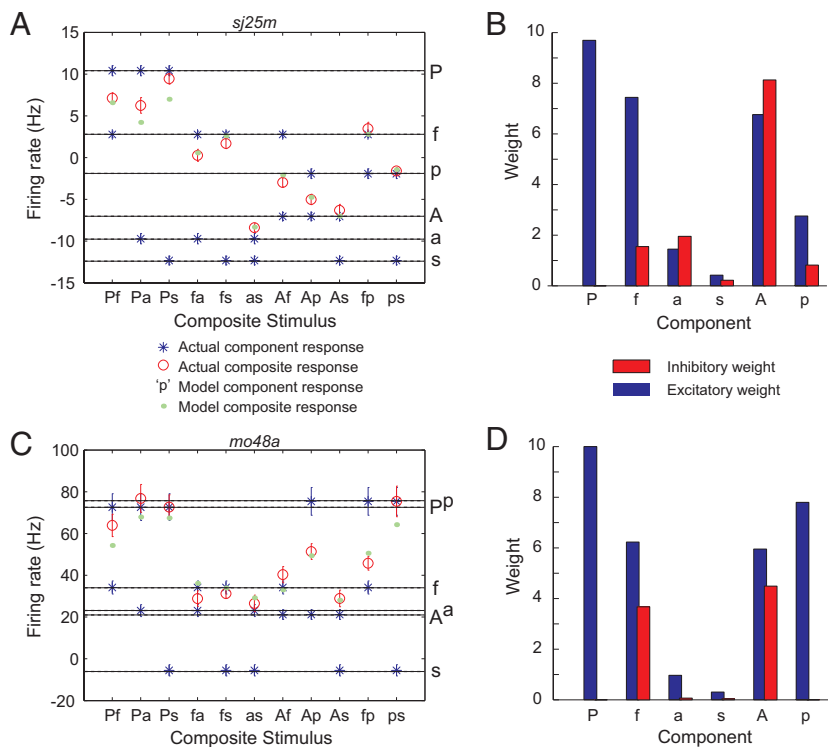 A
sj25m
Firing rate (Hz)
15
10
5
0
-5
-10
-15
P
f
p
A
a
s
Pf Pa Ps fa fs as Af Ap As fp ps
Composite Stimulus
Actual component response
Actual composite response
'p' Model component response
Model composite response
B
Weight
10
8
6
4
2
0
P f a s A p
Component
Inhibitory weight
Excitatory weight
C
mo48a
Firing rate (Hz)
100
80
60
40
20
0
-20
P p
f
A a
s
Pf Pa Ps fa fs as Af Ap As fp ps
Composite Stimulus
D
Weight
10
8
6
4
2
0
P f a s A p
Component